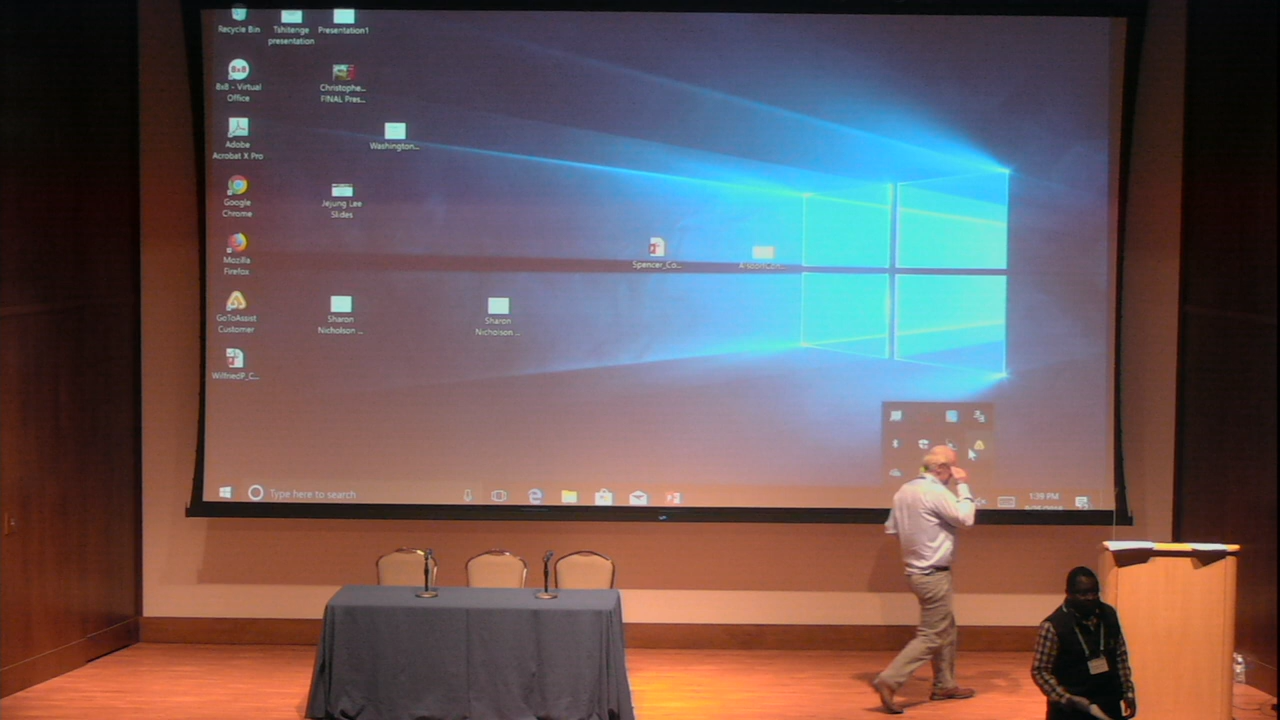 Recycle Bin
Tshitenge
presentation
Presentation1
8x8 - Virtual
Office
Christophe...
FINAL Pres...
Adobe
Acrobat X Pro
Washington...
Google
Chrome
Jejung Lee
Slides
Mozilla
Firefox
Spencer_Co...
GoToAssist
Customer
Sharon
Nicholson ...
Sharon
Nicholson ...
WilfriedP_C...
Type here to search
1:39 PM